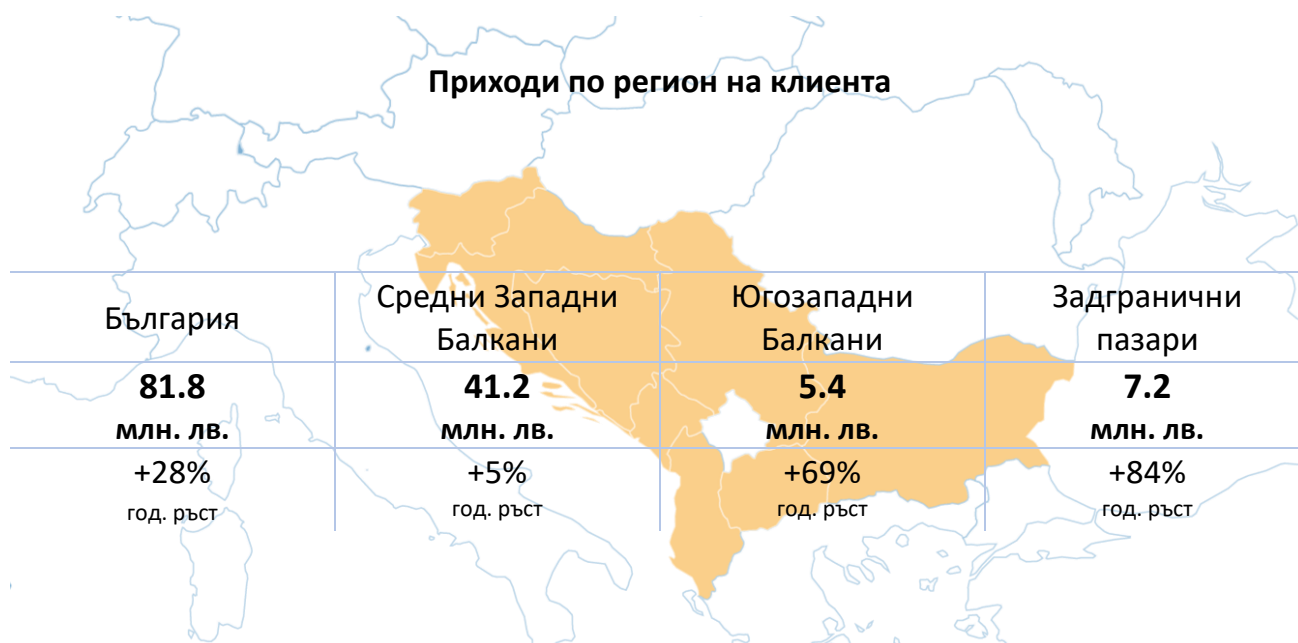 Приходи по регион на клиента
България
Средни Западни
Балкани
Югозападни
Балкани
Задгранични
пазари
81.8
млн. лв.
41.2
млн. лв.
5.4
млн. лв.
7.2
млн. лв.
+28%
год. ръст
+5%
год. ръст
+69%
год. ръст
+84%
год. ръст